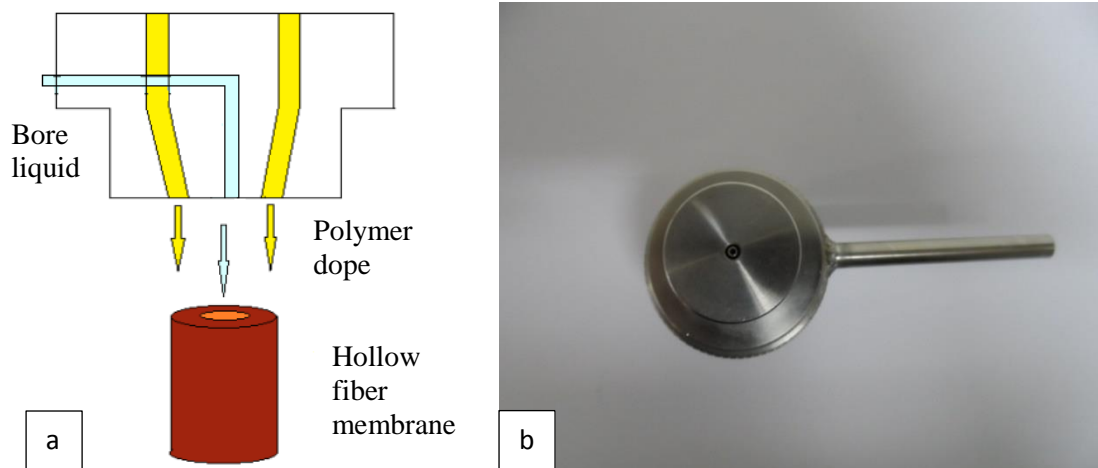 Bore
liquid
Polymer
dope
Hollow
fiber
membrane
a
b